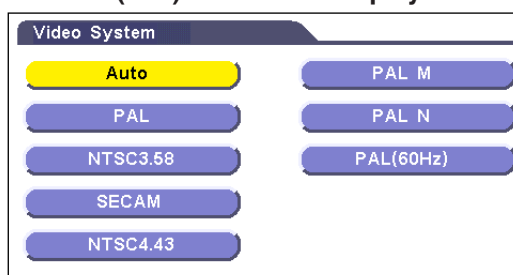 Video System
Auto
PAL
NTSC3.58
SECAM
NTSC4.43
PAL M
PAL N
PAL(60Hz)